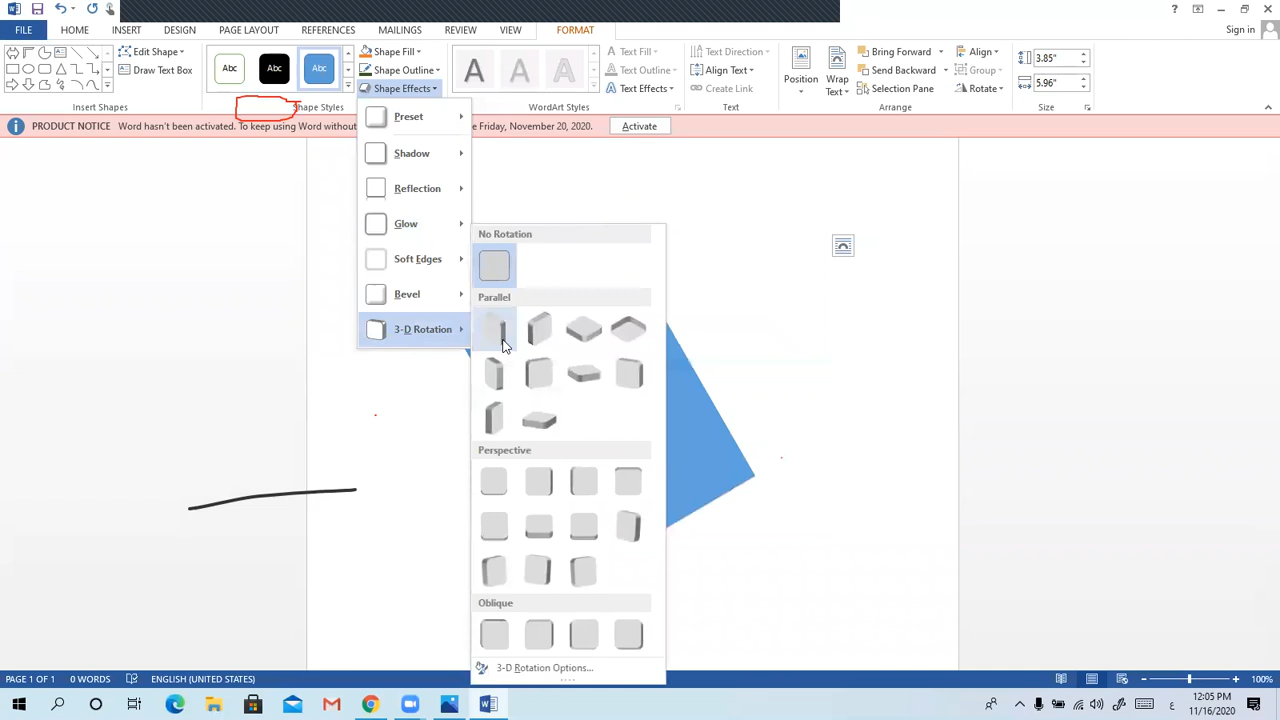 FILE HOME INSERT DESIGN PAGE LAYOUT REFERENCES MAILINGS REVIEW VIEW FORMAT Sign in
Edit Shape Abc Abc Abc Shape Fill A A A Text Fill Text Direction Position Wrap Text Bring Forward Align 3.85"
Draw Text Box Shape Outline Text Outline Align Text Send Backward Group 5.96"
Shape Effects Text Effects Create Link Selection Pane Rotate
Insert Shapes Shape Styles WordArt Styles Text Arrange Size
PRODUCT NOTICE Word hasn't been activated. To keep using Word without e Friday, November 20, 2020. Activate
Preset
Shadow
Reflection
Glow
Soft Edges
Bevel
3-D Rotation
No Rotation
Parallel
Perspective
Oblique
3-D Rotation Options...
PAGE 1 OF 1 0 WORDS ENGLISH (UNITED STATES) 100%
ع 12:05 PM
11/16/2020